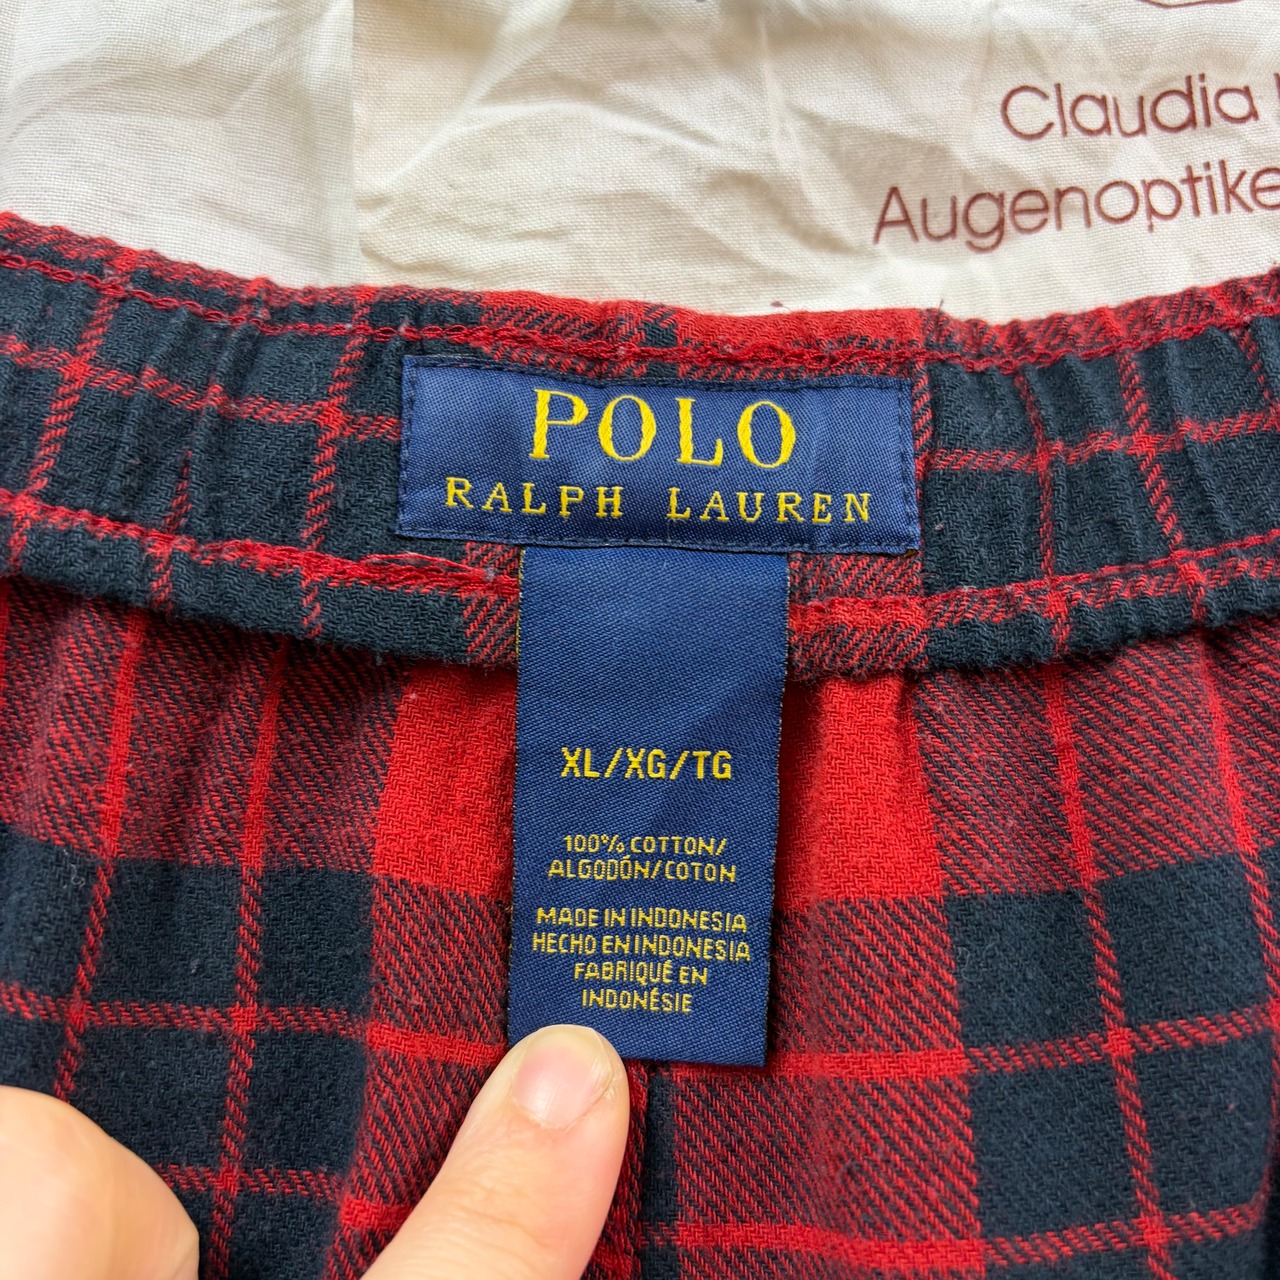 Claudia
Augenoptike
POLO
RALPH LAUREN
XL/XG/TG
100% COTTON/
ALGODÓN/COTON
MADE IN INDONESIA
HECHO EN INDONESIA
FABRIQUÉ EN
INDONÉSIE